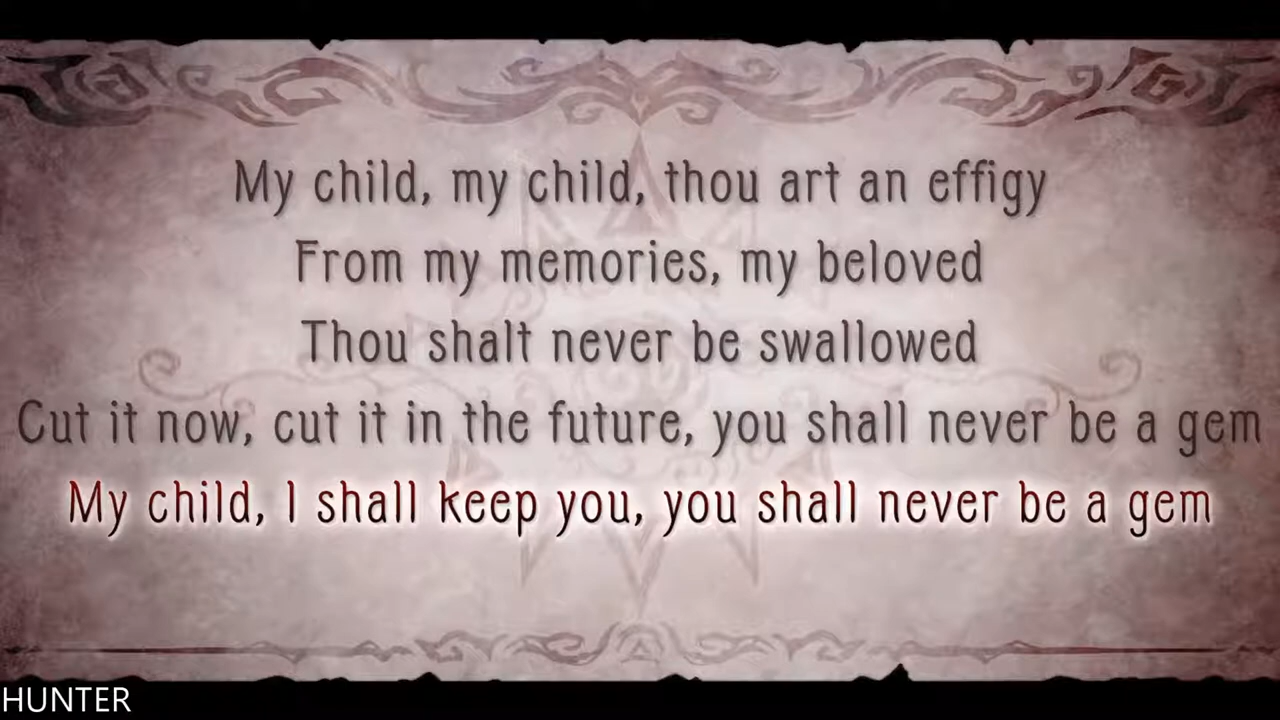 My child, my child, thou art an effigy
From my memories, my beloved
Thou shalt never be swallowed
Cut it now, cut it in the future, you shall never be a gem
My child, I shall keep you, you shall never be a gem
HUNTER